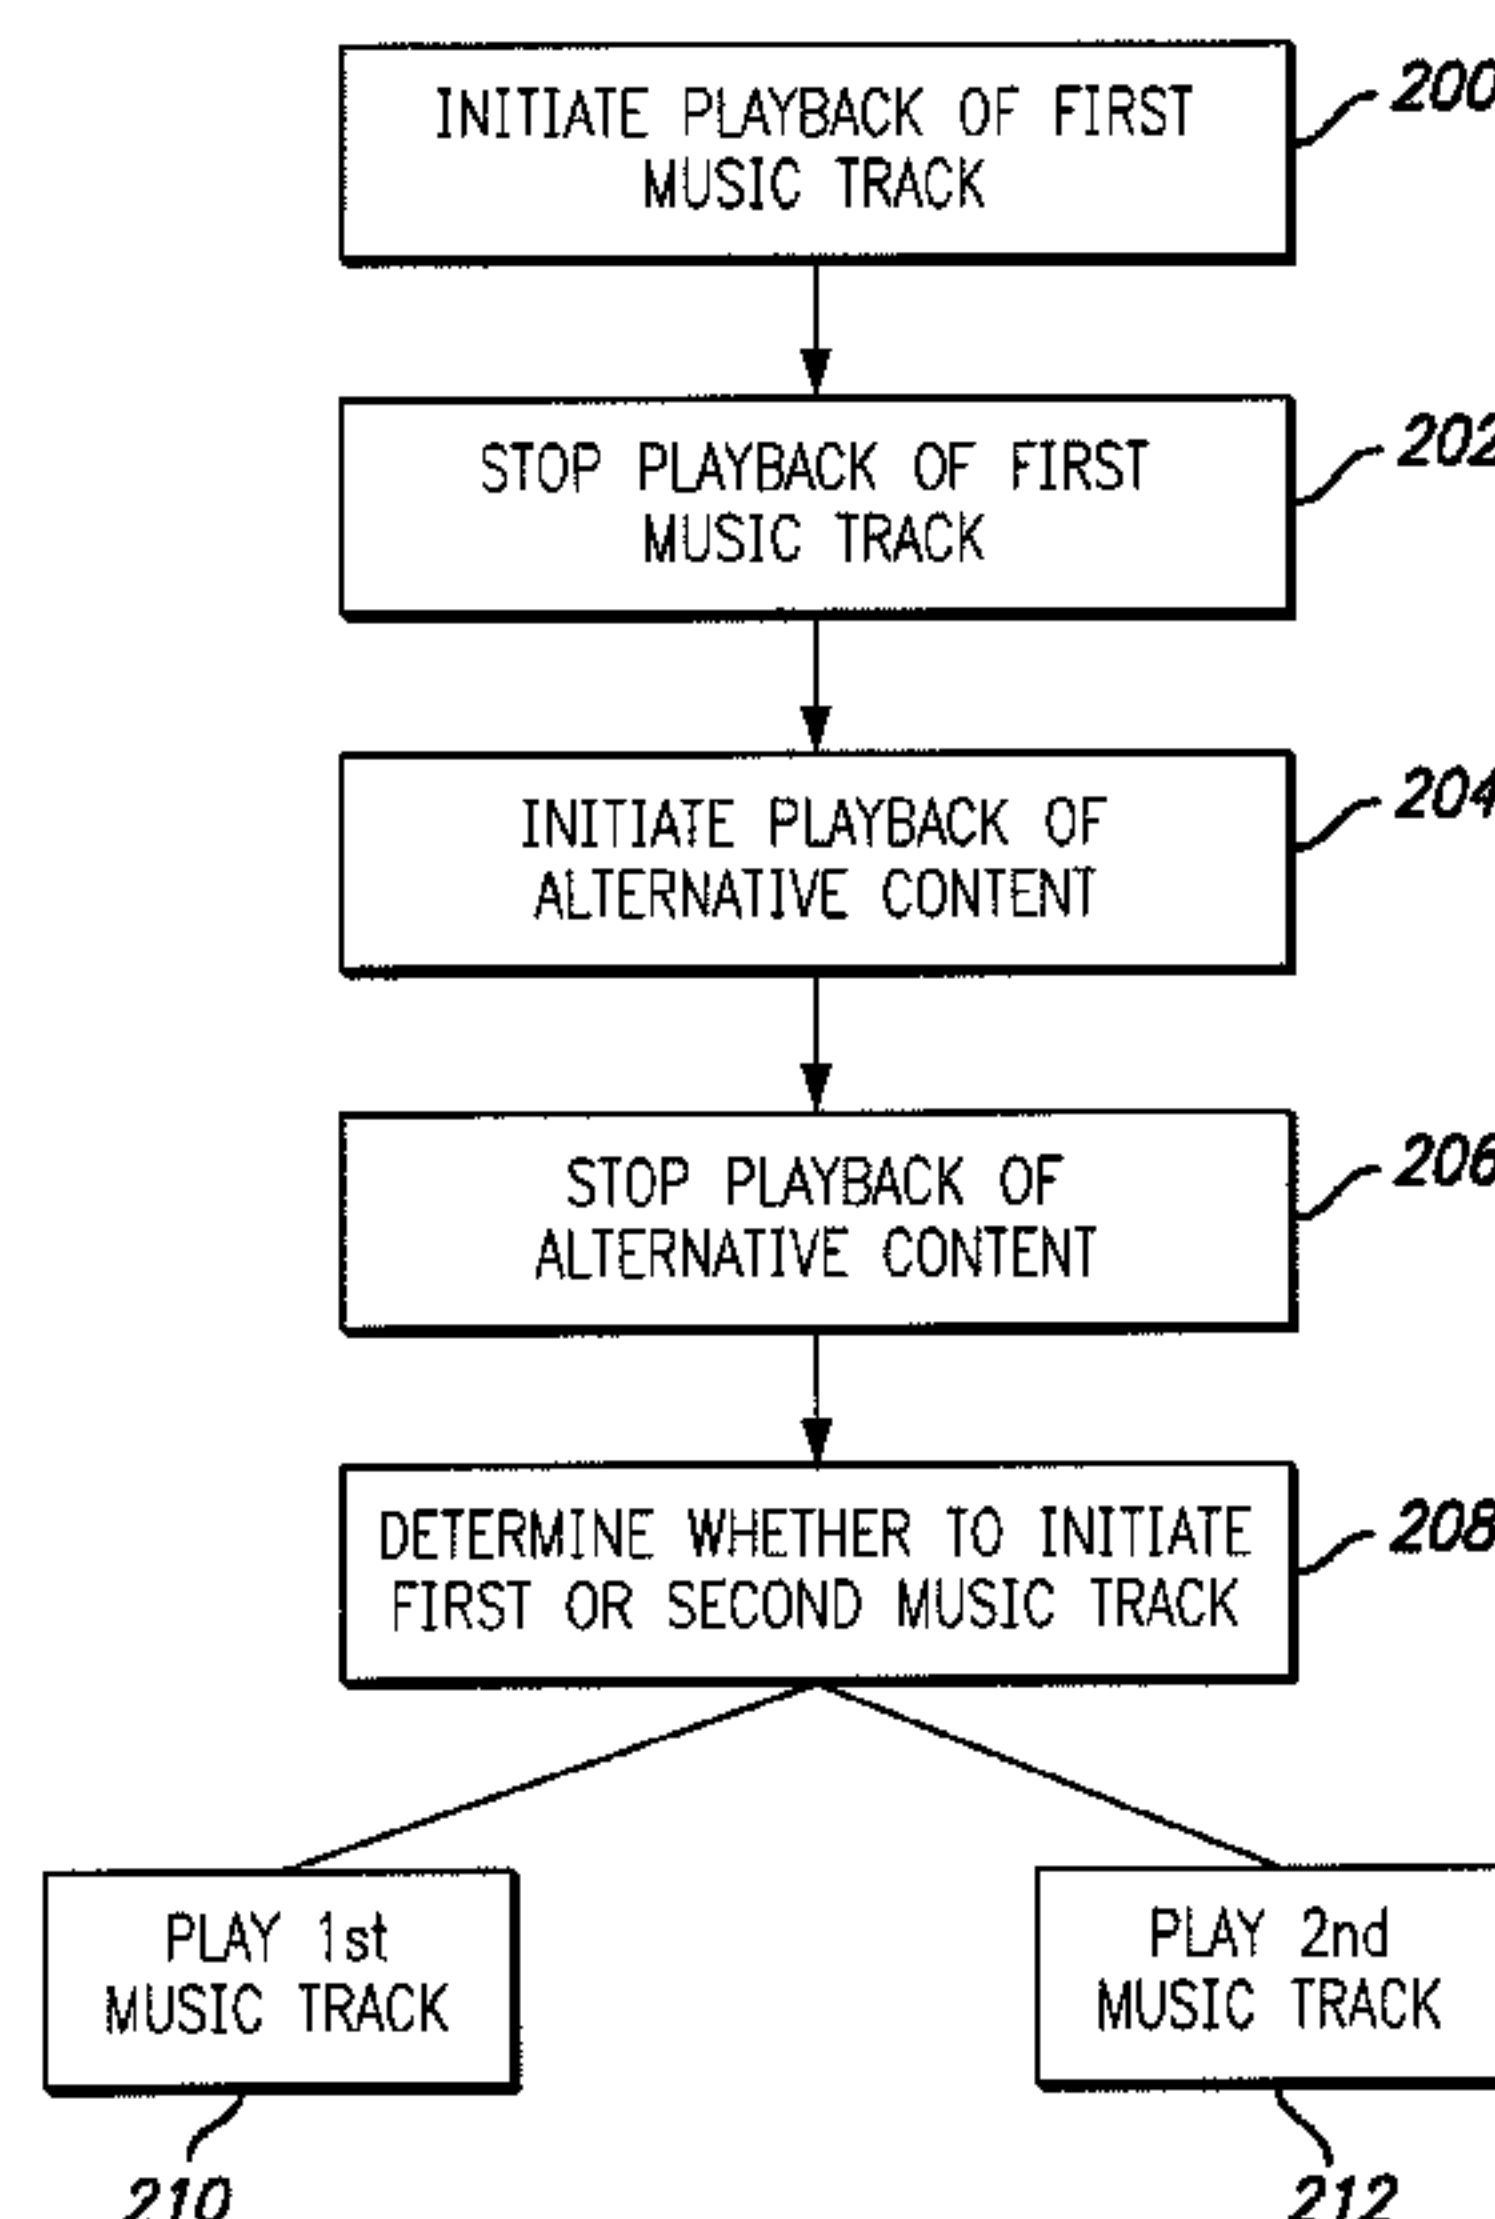 INITIATE PLAYBACK OF FIRST
MUSIC TRACK
200
STOP PLAYBACK OF FIRST
MUSIC TRACK
202
INITIATE PLAYBACK OF
ALTERNATIVE CONTENT
204
STOP PLAYBACK OF
ALTERNATIVE CONTENT
206
DETERMINE WHETHER TO INITIATE
FIRST OR SECOND MUSIC TRACK
208
PLAY 1st
MUSIC TRACK
PLAY 2nd
MUSIC TRACK
210
212